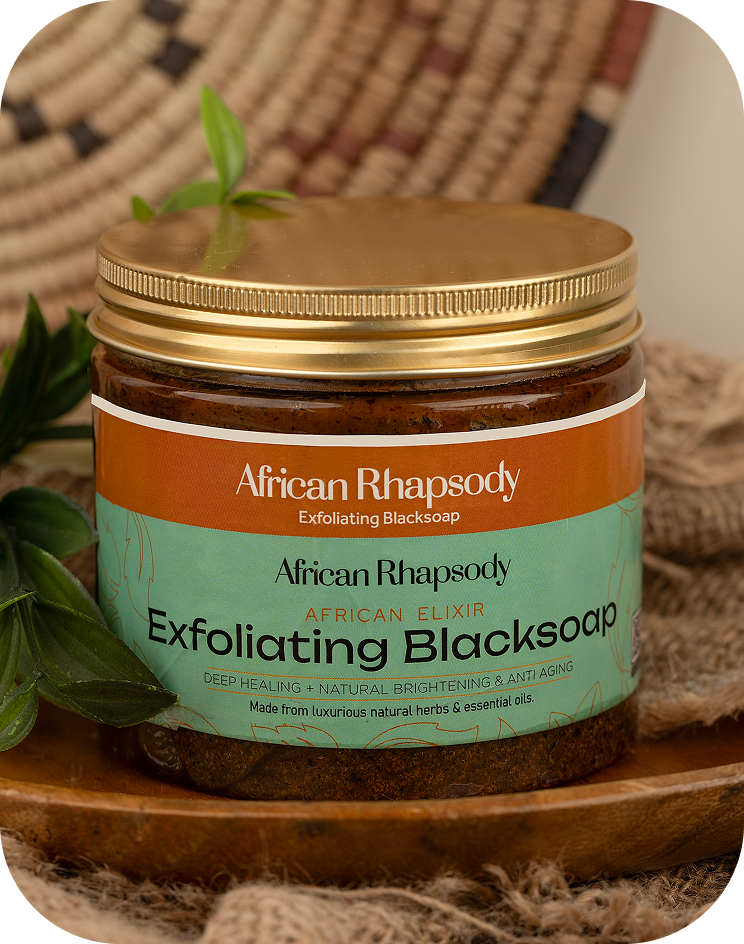 African Rhapsody
Exfoliating Blacksoap
African Rhapsody
AFRICAN ELIXIR
Exfoliating Blacksoap
DEEP HEALING + NATURAL BRIGHTENING & ANTI AGING
Made from luxurious natural herbs & essential oils.